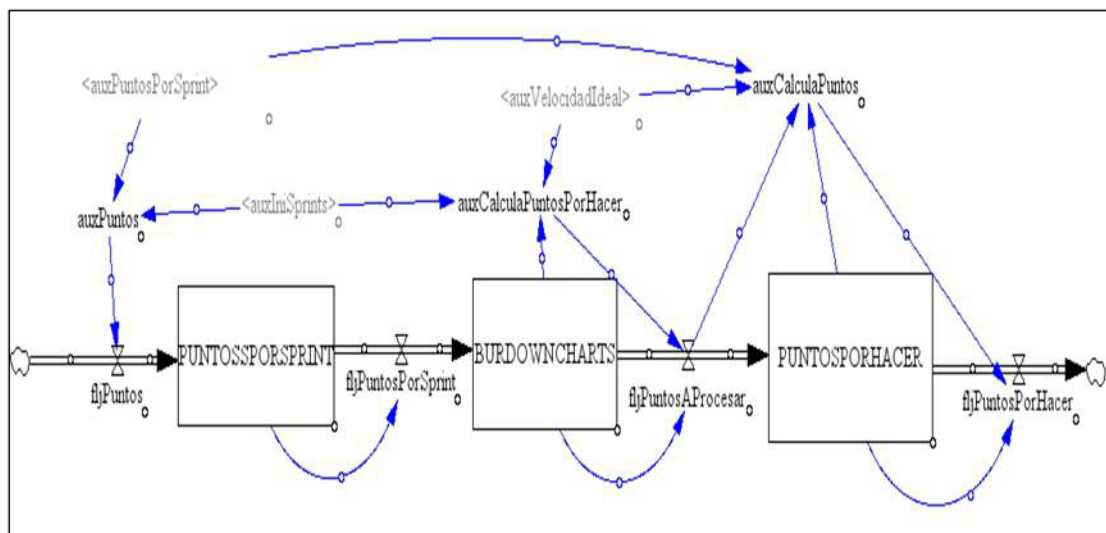 <auxPuntosPorSprint>
auxCalculaPuntos
<auxVelocidadIdeal>
auxPuntos
<auxIniSprints>
auxCalculaPuntosPorHacer
PUNTOSSPORSPRINT
BURDOWNCHARTS
PUNTOSPORHACER
fljPuntos
fljPuntosPorSprint
fljPuntosAProcesar
fljPuntosPorHacer